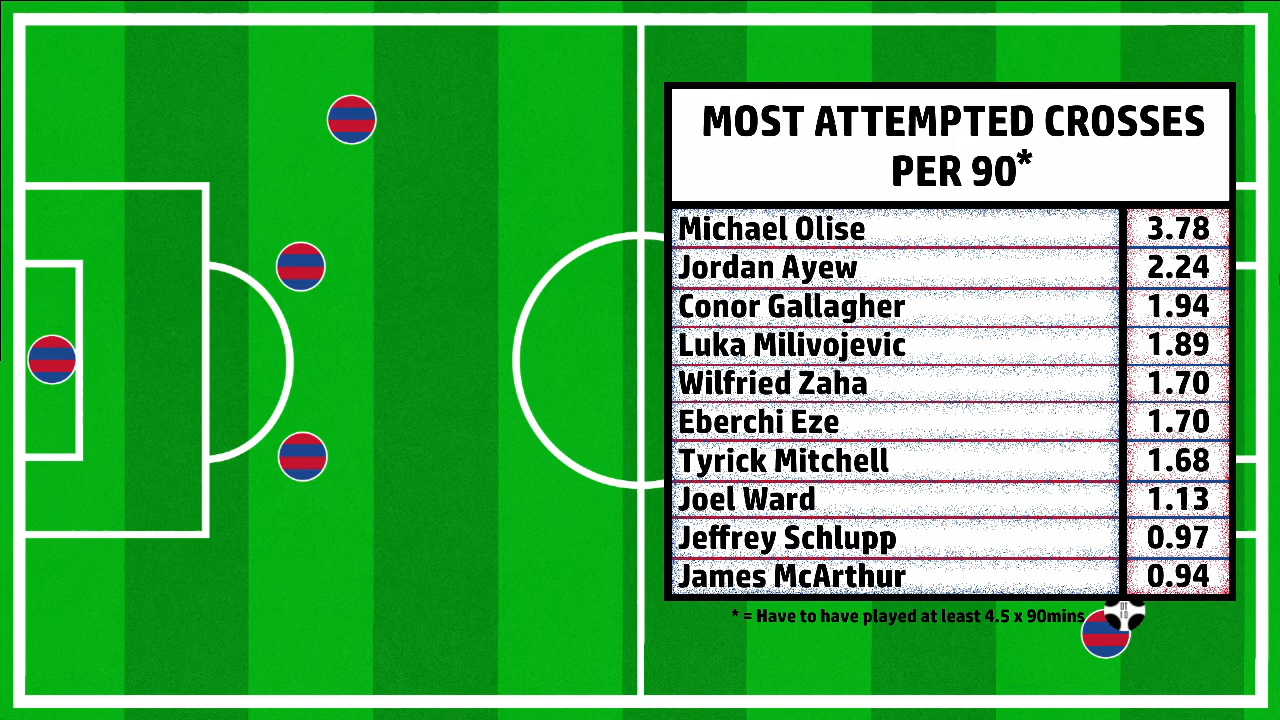 MOST ATTEMPTED CROSSES
PER 90*
Michael Olise 3.78
Jordan Ayew 2.24
Conor Gallagher 1.94
Luka Milivojevic 1.89
Wilfried Zaha 1.70
Eberchi Eze 1.70
Tyrick Mitchell 1.68
Joel Ward 1.13
Jeffrey Schlupp 0.97
James McArthur 0.94
* = Have to have played at least 4.5 x 90mins